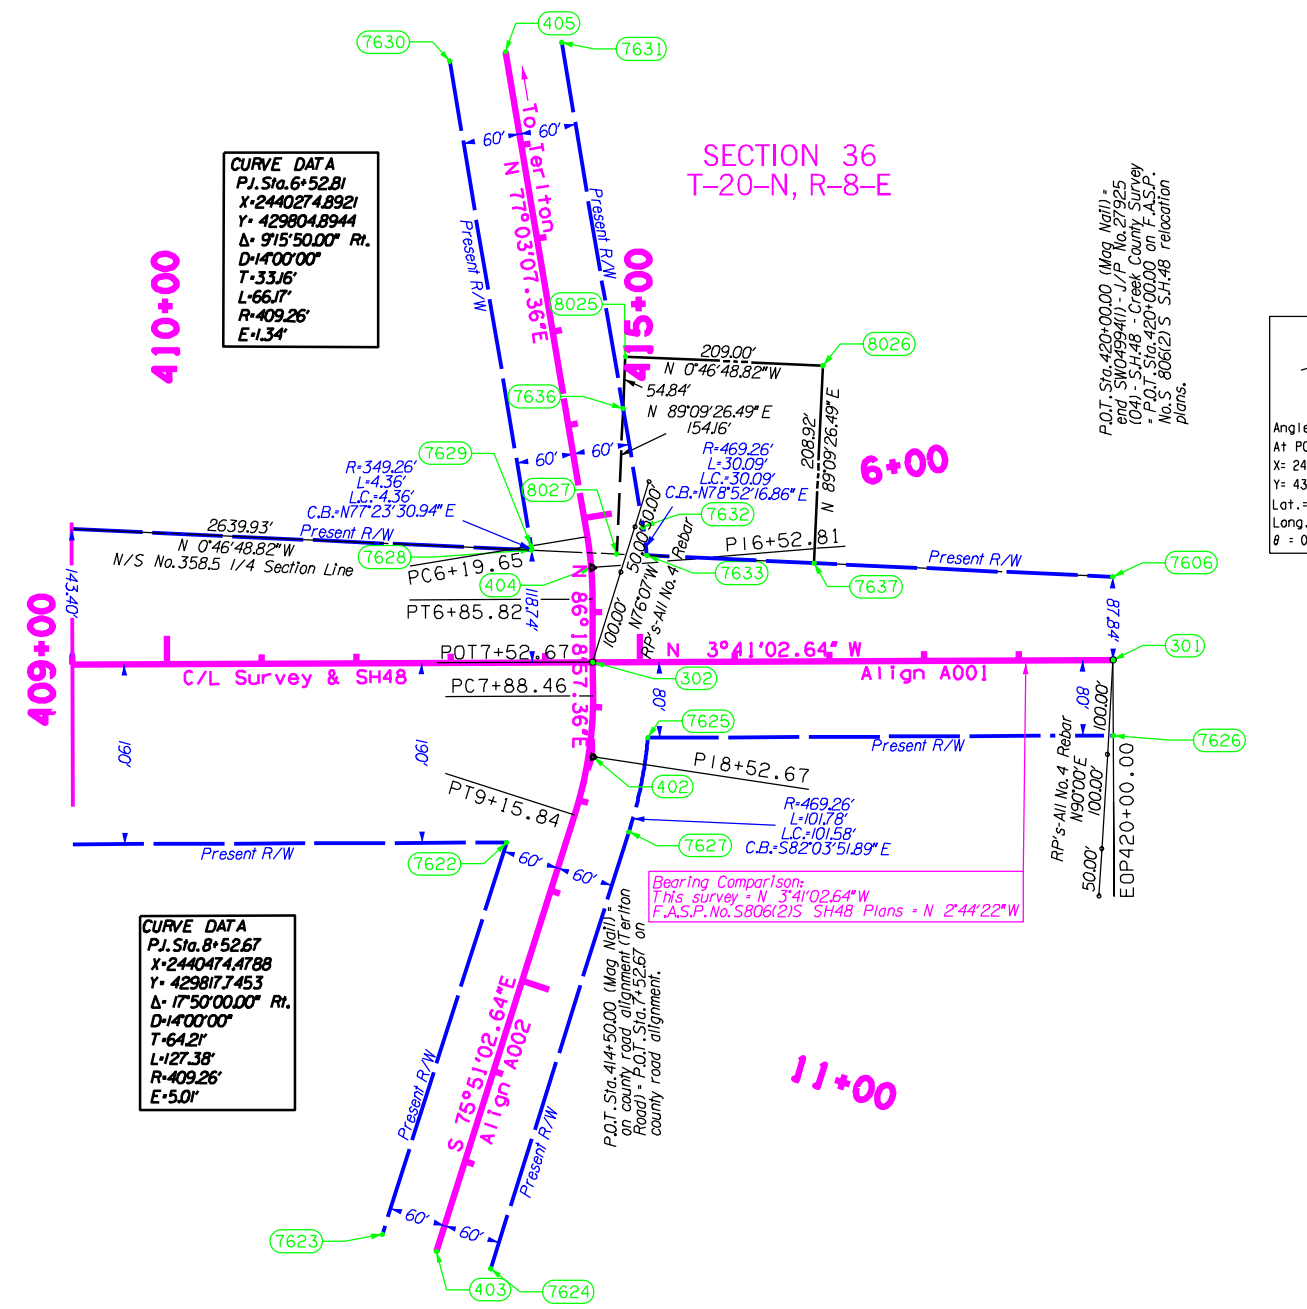 7630
405
7631
60'
60'
To Terlton
N 77°03'07.36"E
Present R/W
Present R/W
SECTION 36
T-20-N, R-8-E
CURVE DATA
P.I. Sta. 6+52.81
X=2440274.8921
Y= 429804.8944
Δ= 9°15'50.00" Rt.
D=14°00'00"
T=33.16'
L=66.17'
R=409.26'
E=1.34'
410+00
415+00
P.O.T. Sta. 420+00.00 (Mag Nail) =
end SW04994(1) - J/P No.27925
(04) - S.H.48 - Creek County Survey
= P.O.T. Sta. 420+00.00 on F.A.S.P.
No.S 806(2) S S.H.48 relocation
plans.
8025
8026
209.00'
N 0°46'48.82"W
54.84'
7636
N 89°09'26.49"E
154.16'
208.92'
N 89°09'26.49"E
60'
60'
R=469.26'
L=30.09'
L.C.=30.09'
C.B.=N78°52'16.86"E
6+00
Angle
At PO
X= 24
Y= 43
Lat.=
Long.
θ = 0
7629
R=349.26'
L=4.36'
L.C.=4.36'
C.B.=N77°23'30.94"E
8027
7632
50.00'
50.00'
100.00'
N76°07'W
RP's-All No.4 Rebar
2639.93'
Present R/W
N 0°46'48.82"W
N/S No.358.5 1/4 Section Line
7628
PC6+19.65
404
PI6+52.81
7633
7637
Present R/W
7606
143.40'
118.74'
87.84'
PT6+85.82
N 86°18'57.36"E
409+00
POT7+52.67
N 3°41'02.64"W
301
C/L Survey & SH48
Align A001
302
PC7+88.46
80'
80'
100.00'
7625
Present R/W
7626
190'
190'
PI8+52.67
RP's-All No.4 Rebar
N90°00'E
100.00'
50.00'
EOP420+00.00
402
PT9+15.84
R=469.26'
L=101.78'
L.C.=101.58'
C.B.=S82°03'51.89"E
7627
Present R/W
7622
60'
60'
Bearing Comparison:
This survey = N 3°41'02.64"W
F.A.S.P. No. S806(2)S SH48 Plans = N 2°44'22"W
CURVE DATA
P.I. Sta. 8+52.67
X=2440474.4788
Y= 429817.7453
Δ= 17°50'00.00" Rt.
D=14°00'00"
T=64.21'
L=127.38'
R=409.26'
E=5.01'
P.O.T. Sta. 414+50.00 (Mag Nail) =
on county road alignment (Terlton
Road) = P.O.T. Sta. 7+52.67 on
county road alignment.
S 75°51'02.64"E
Align A002
11+00
Present R/W
Present R/W
60'
60'
7623
403
7624